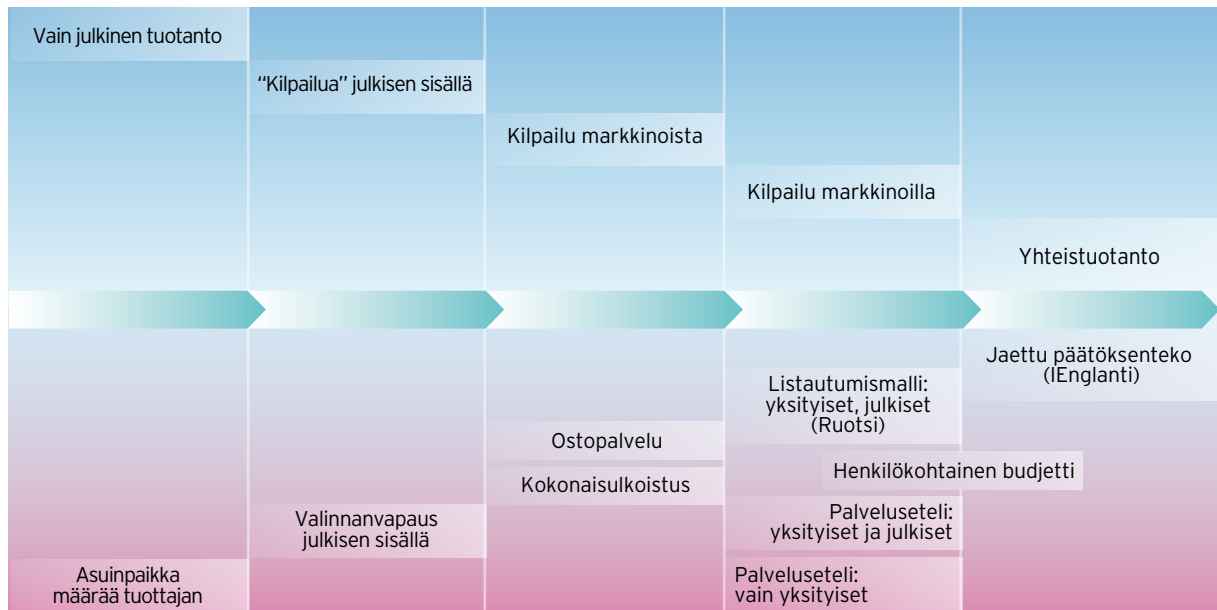 Vain julkinen tuotanto
“Kilpailua” julkisen sisällä
Kilpailu markkinoista
Kilpailu markkinoilla
Yhteistuotanto
Jaettu päätöksenteko
(IEnglanti)
Listautumismalli:
yksityiset, julkiset
(Ruotsi)
Ostopalvelu
Henkilökohtainen budjetti
Kokonaisulkoistus
Palveluseteli:
yksityiset ja julkiset
Valinnanvapaus
julkisen sisällä
Palveluseteli:
vain yksityiset
Asuinpaikka
määrää tuottajan